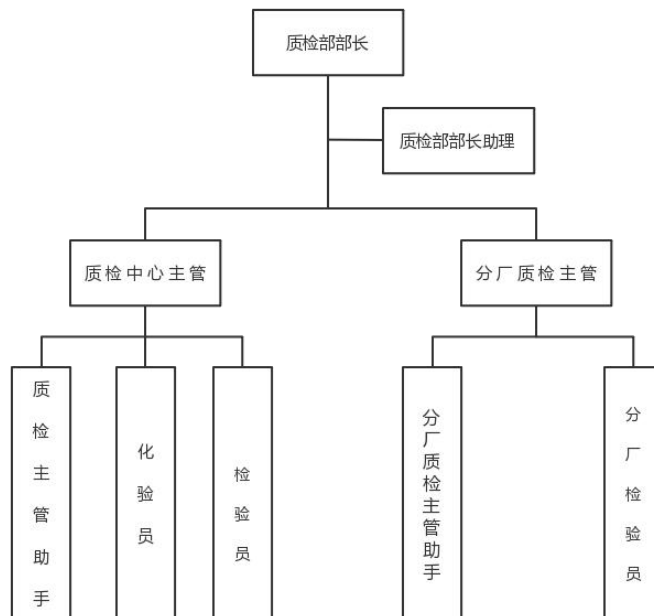 质检部部长
质检部部长助理
质检中心主管
分厂质检主管
质检主管助手
化验员
检验员
分厂质检主管助手
分厂检验员